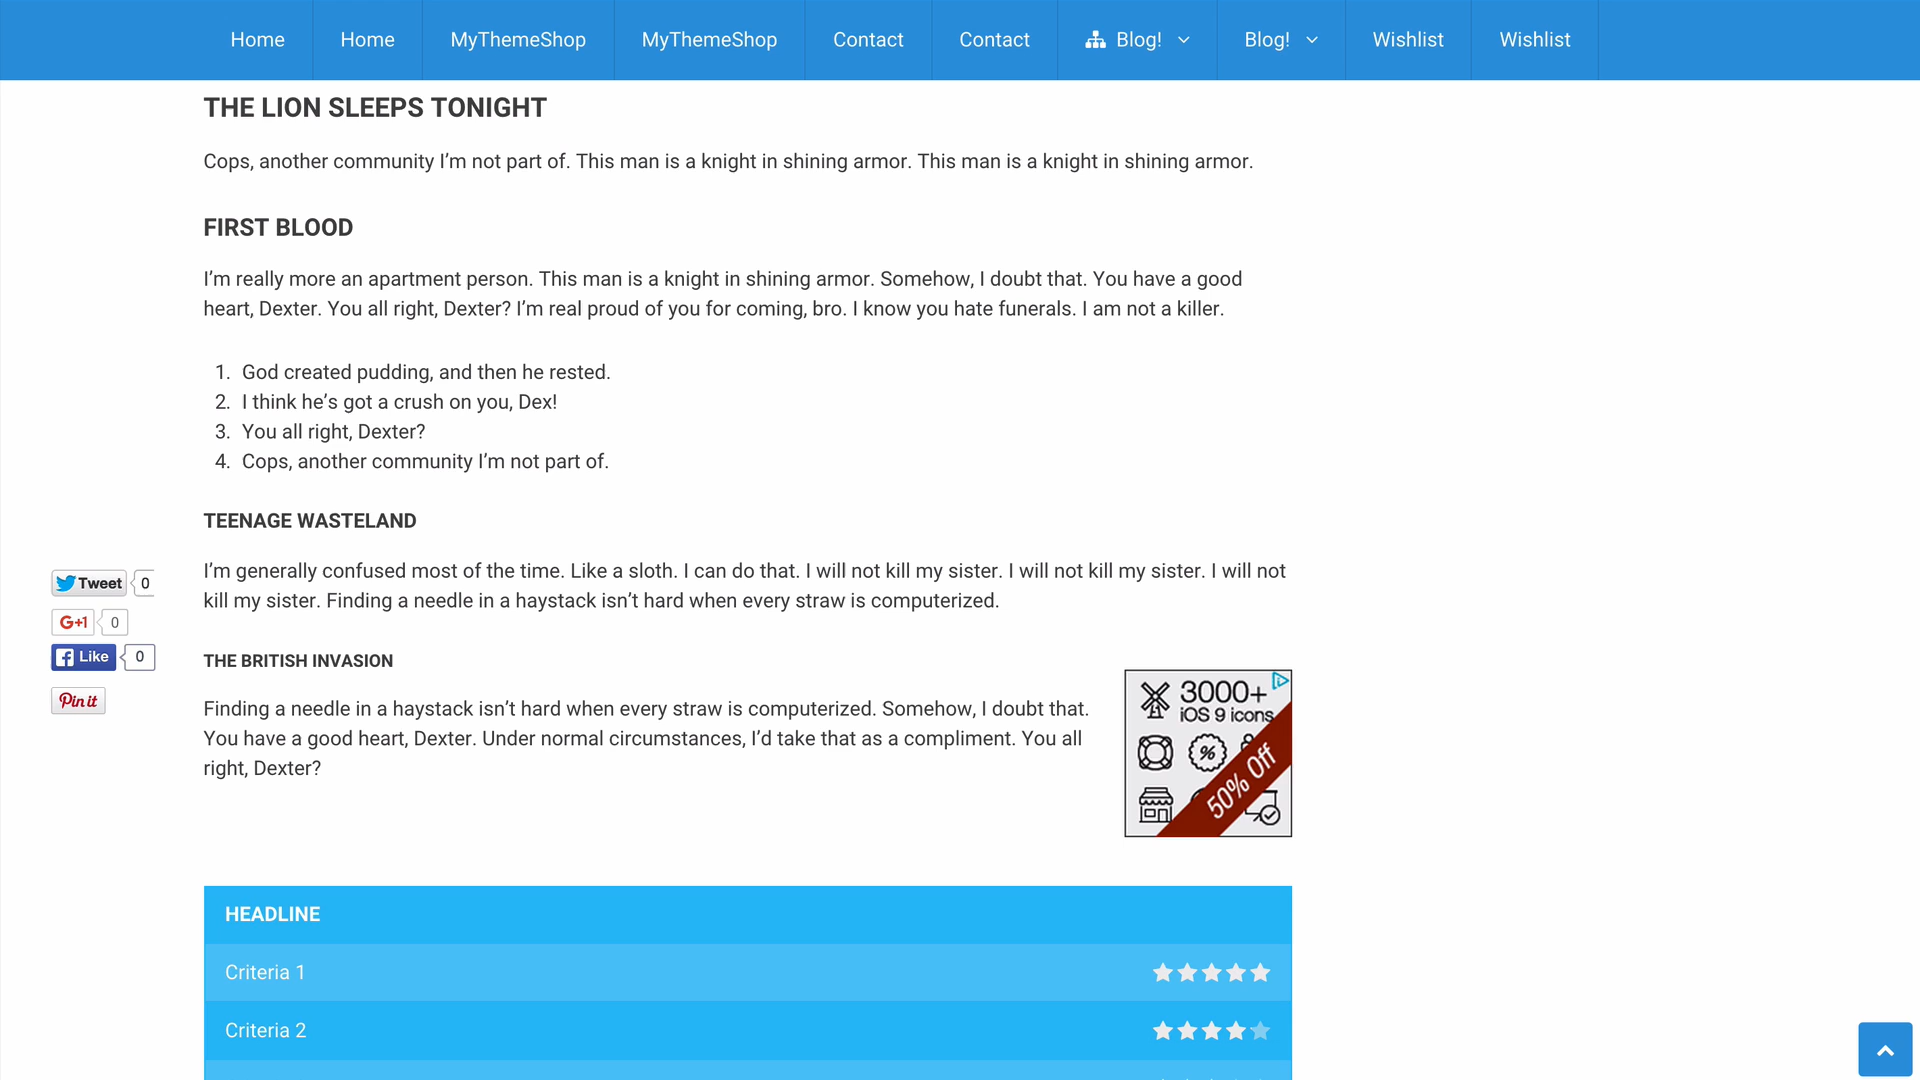 Home Home MyThemeShop MyThemeShop Contact Contact Blog! Blog! Wishlist Wishlist
THE LION SLEEPS TONIGHT
Cops, another community I’m not part of. This man is a knight in shining armor. This man is a knight in shining armor.
FIRST BLOOD
I’m really more an apartment person. This man is a knight in shining armor. Somehow, I doubt that. You have a good
heart, Dexter. You all right, Dexter? I’m real proud of you for coming, bro. I know you hate funerals. I am not a killer.
1. God created pudding, and then he rested.
2. I think he’s got a crush on you, Dex!
3. You all right, Dexter?
4. Cops, another community I’m not part of.
TEENAGE WASTELAND
I’m generally confused most of the time. Like a sloth. I can do that. I will not kill my sister. I will not kill my sister. I will not
kill my sister. Finding a needle in a haystack isn’t hard when every straw is computerized.
Tweet 0
G+1 0
Like 0
Pin it
THE BRITISH INVASION
Finding a needle in a haystack isn’t hard when every straw is computerized. Somehow, I doubt that.
You have a good heart, Dexter. Under normal circumstances, I’d take that as a compliment. You all
right, Dexter?
3000+
iOS 9 icons
%
50% Off
HEADLINE
Criteria 1
Criteria 2